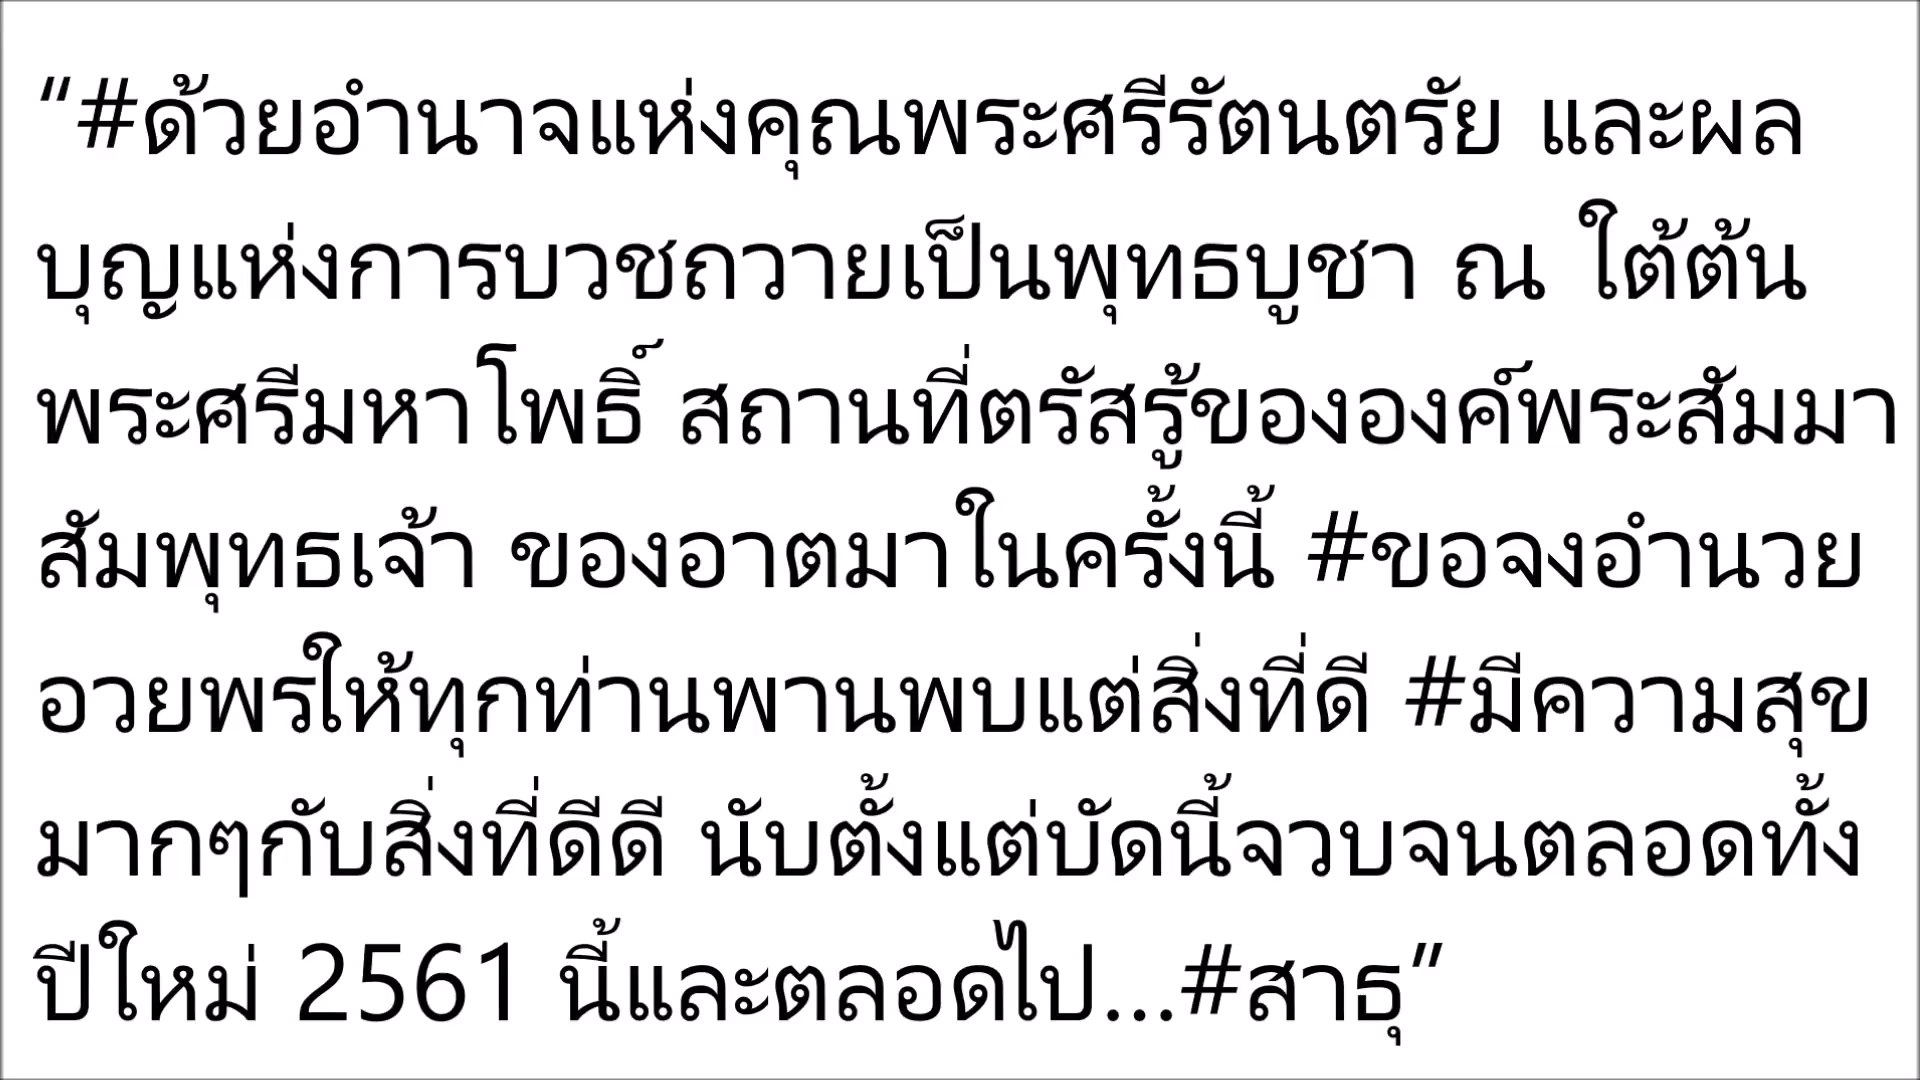 “#ด้วยอำนาจแห่งคุณพระศรีรัตนตรัย และผล
บุญแห่งการบวชถวายเป็นพุทธบูชา ณ ใต้ต้น
พระศรีมหาโพธิ์ สถานที่ตรัสรู้ขององค์พระสัมมา
สัมพุทธเจ้า ของอาตมาในครั้งนี้ #ขอจงอำนวย
อวยพรให้ทุกท่านพานพบแต่สิ่งที่ดี #มีความสุข
มากๆกับสิ่งที่ดีดี นับตั้งแต่บัดนี้จวบจนตลอดทั้ง
ปีใหม่ 2561 นี้และตลอดไป...#สาธุ”